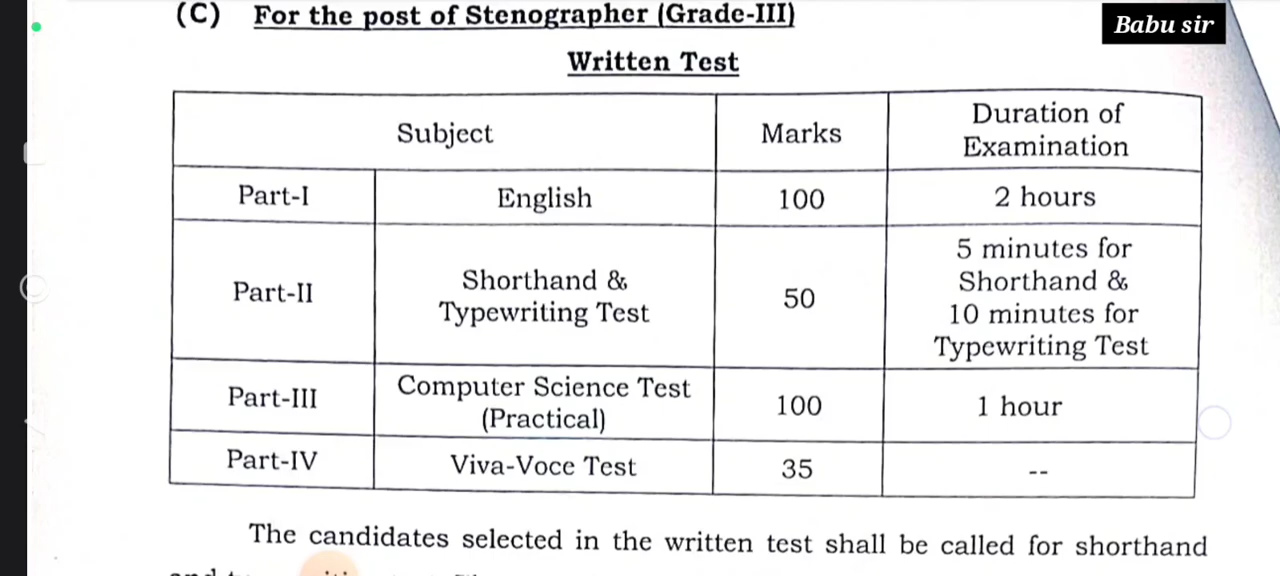 (C) For the post of Stenographer (Grade-III)
Babu sir
Written Test
Subject
Marks
Duration of
Examination
Part-I
English
100
2 hours
Part-II
Shorthand &
Typewriting Test
50
5 minutes for
Shorthand &
10 minutes for
Typewriting Test
Part-III
Computer Science Test
(Practical)
100
1 hour
Part-IV
Viva-Voce Test
35
--
The candidates selected in the written test shall be called for shorthand